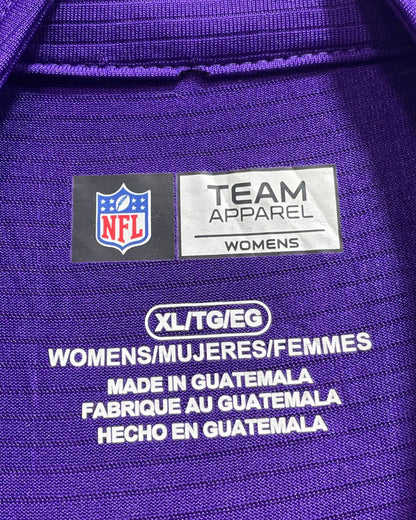 NFL
TEAM
APPAREL
WOMENS
XL/TG/EG
WOMENS/MUJERES/FEMMES
MADE IN GUATEMALA
FABRIQUE AU GUATEMALA
HECHO EN GUATEMALA